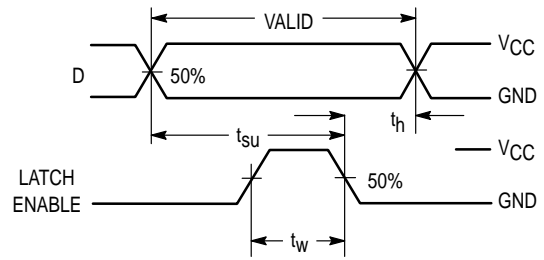 VALID
VCC
D
50%
GND
th
tsu
VCC
LATCH
ENABLE
50%
GND
tw